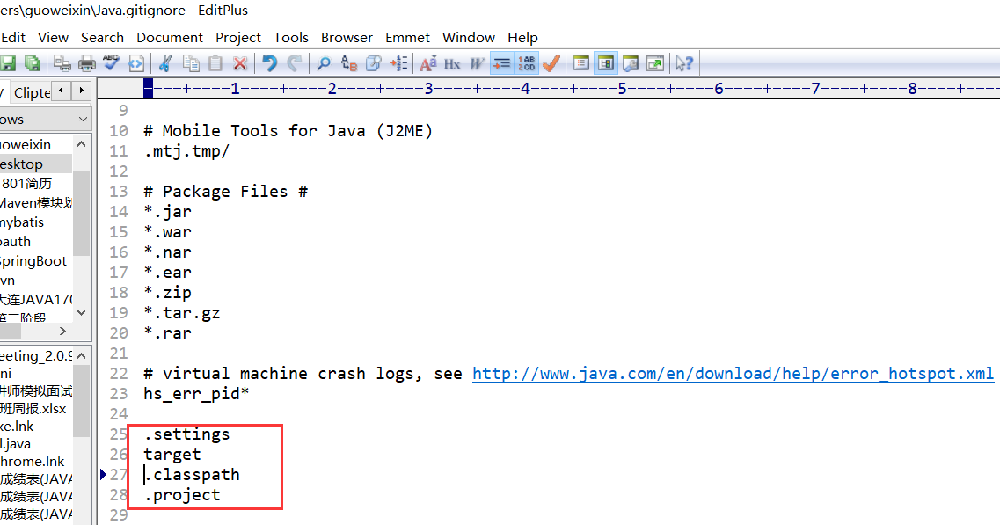 ers\guoweixin\Java.gitignore - EditPlus
Edit View Search Document Project Tools Browser Emmet Window Help
Clipte
ows
uoweixin
esktop
1801简历
Maven模块划
mybatis
oauth
SpringBoot
vn
大连JAVA170
第二阶段
eeting_2.0.9
ni
讲师模拟面试
班周报.xlsx
xe.lnk
l.java
hrome.lnk
成绩表(JAVA
成绩表(JAVA
成绩表(JAVA
----+----1----+----2----+----3----+----4----+----5----+----6----+----7----+----8----+---
9
10 # Mobile Tools for Java (J2ME)
11 .mtj.tmp/
12
13 # Package Files #
14 *.jar
15 *.war
16 *.nar
17 *.ear
18 *.zip
19 *.tar.gz
20 *.rar
21
22 # virtual machine crash logs, see http://www.java.com/en/download/help/error_hotspot.xml
23 hs_err_pid*
24
25 .settings
26 target
27 .classpath
28 .project
29